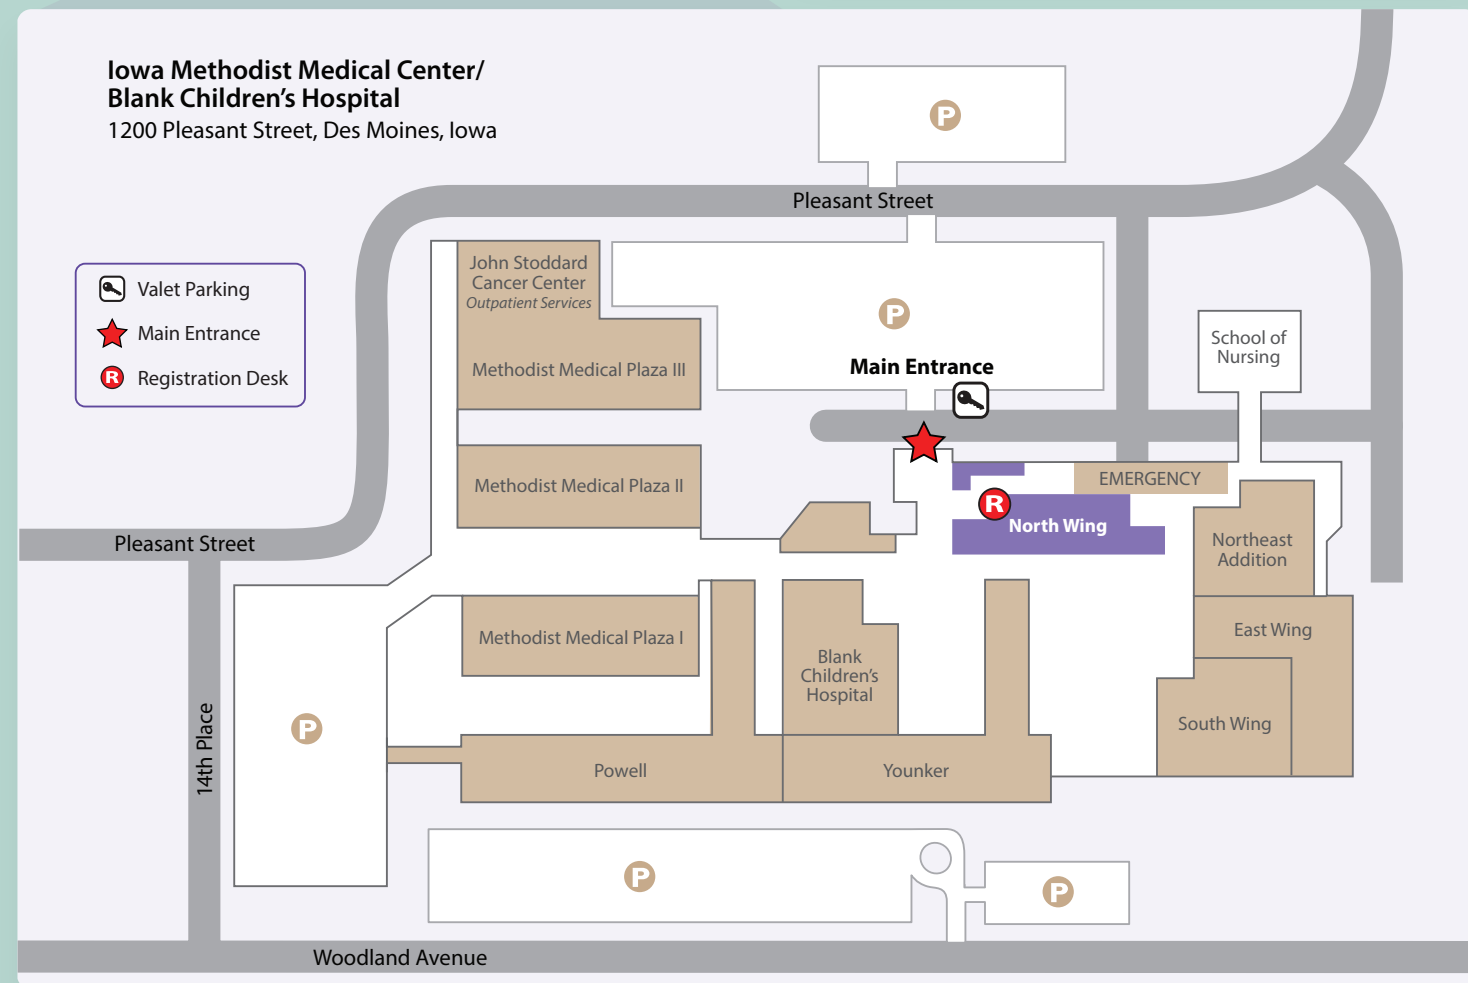 Iowa Methodist Medical Center/
Blank Children's Hospital
1200 Pleasant Street, Des Moines, Iowa
P
Pleasant Street
Valet Parking
Main Entrance
R Registration Desk
John Stoddard
Cancer Center
Outpatient Services
Methodist Medical Plaza III
P
Main Entrance
School of
Nursing
Methodist Medical Plaza II
EMERGENCY
R
North Wing
Northeast
Addition
Pleasant Street
Methodist Medical Plaza I
Blank
Children's
Hospital
East Wing
South Wing
P
14th Place
Powell
Younker
P
P
Woodland Avenue